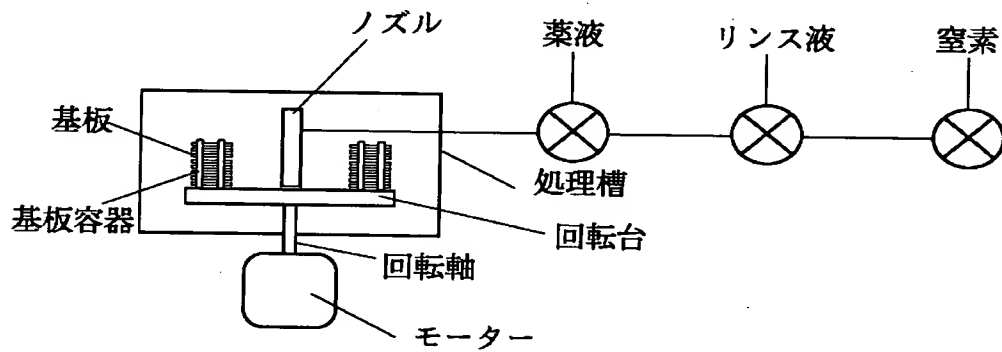 ノズル
薬液
リンス液
窒素
基板
処理槽
基板容器
回転台
回転軸
モーター